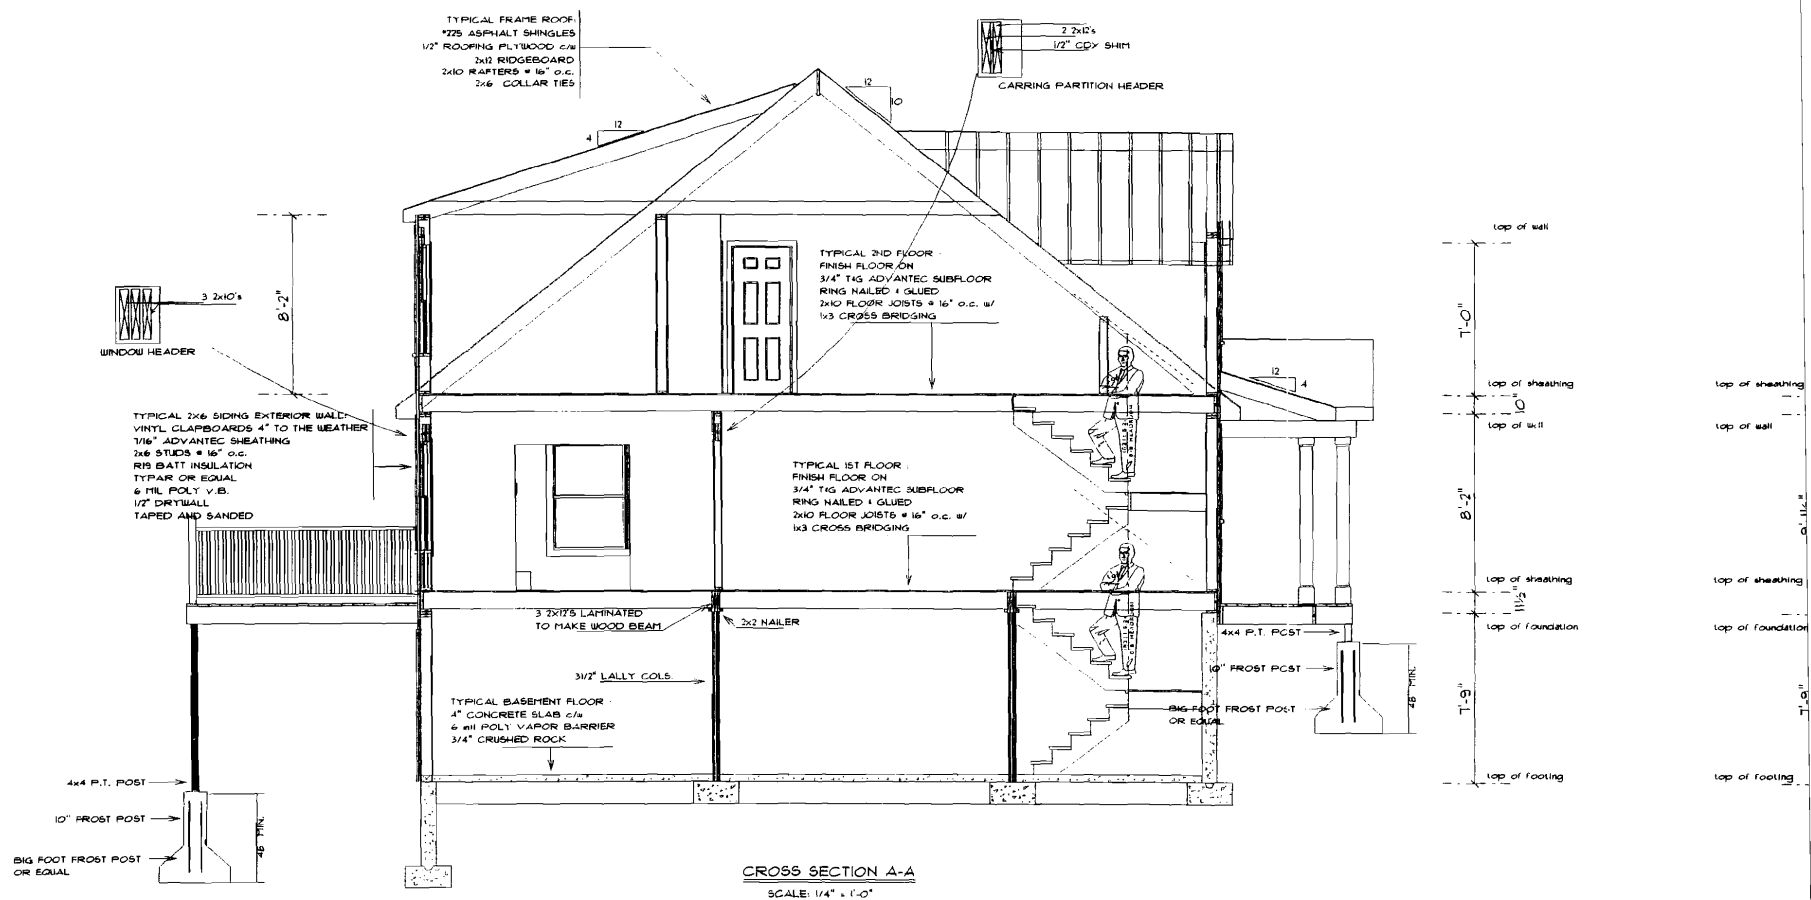 TYPICAL FRAME ROOF:
#225 ASPHALT SHINGLES
1/2" ROOFING PLYWOOD c/w
2x12 RIDGEBOARD
2x10 RAFTERS @ 16" o.c.
2x6 COLLAR TIES
2 2x12's
1/2" CDX SHIM
CARRING PARTITION HEADER
12
10
12
4
3 2x10's
WINDOW HEADER
8'-2"
TYPICAL 2ND FLOOR
FINISH FLOOR ON
3/4" T&G ADVANTEC SUBFLOOR
RING NAILED & GLUED
2x10 FLOOR JOISTS @ 16" o.c. w/
1x3 CROSS BRIDGING
top of wall
7'-0"
12
4
top of sheathing
top of sheathing
10"
top of wall
top of wall
TYPICAL 2X6 SIDING EXTERIOR WALL:
VINYL CLAPBOARDS 4" TO THE WEATHER
7/16" ADVANTEC SHEATHING
2x6 STUDS @ 16" o.c.
R19 BATT INSULATION
TYPAR OR EQUAL
6 MIL POLY V.B.
1/2" DRYWALL
TAPED AND SANDED
TYPICAL 1ST FLOOR
FINISH FLOOR ON
3/4" T&G ADVANTEC SUBFLOOR
RING NAILED & GLUED
2x10 FLOOR JOISTS @ 16" o.c. w/
1x3 CROSS BRIDGING
8'-2"
top of sheathing
top of sheathing
11 1/2"
3 2X12'S LAMINATED
TO MAKE WOOD BEAM
2x2 NAILER
top of foundation
top of foundation
4x4 P.T. POST
10" FROST POST
BIG FOOT FROST POST
OR EQUAL
48" MIN.
7'-9"
7'-9"
3 1/2" LALLY COLS.
TYPICAL BASEMENT FLOOR
4" CONCRETE SLAB c/w
6 mil POLY VAPOR BARRIER
3/4" CRUSHED ROCK
top of footing
top of footing
4x4 P.T. POST
10" FROST POST
BIG FOOT FROST POST
OR EQUAL
48" MIN.
CROSS SECTION A-A
SCALE: 1/4" = 1'-0"